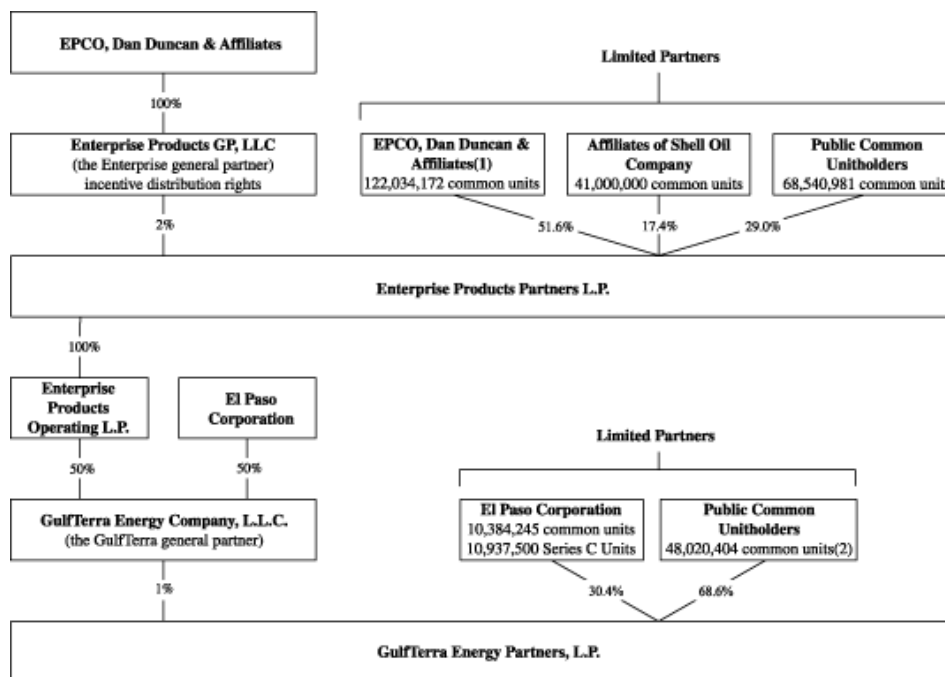 EPCO, Dan Duncan & Affiliates
Limited Partners
100%
Enterprise Products GP, LLC
(the Enterprise general partner)
incentive distribution rights
EPCO, Dan Duncan &
Affiliates(1)
122,034,172 common units
Affiliates of Shell Oil
Company
41,000,000 common units
Public Common
Unitholders
68,540,981 common unit
2%
51.6%
17.4%
29.0%
Enterprise Products Partners L.P.
100%
Enterprise
Products
Operating L.P.
El Paso
Corporation
Limited Partners
50%
50%
GulfTerra Energy Company, L.L.C.
(the GulfTerra general partner)
El Paso Corporation
10,384,245 common units
10,937,500 Series C Units
Public Common
Unitholders
48,020,404 common units(2)
1%
30.4%
68.6%
GulfTerra Energy Partners, L.P.